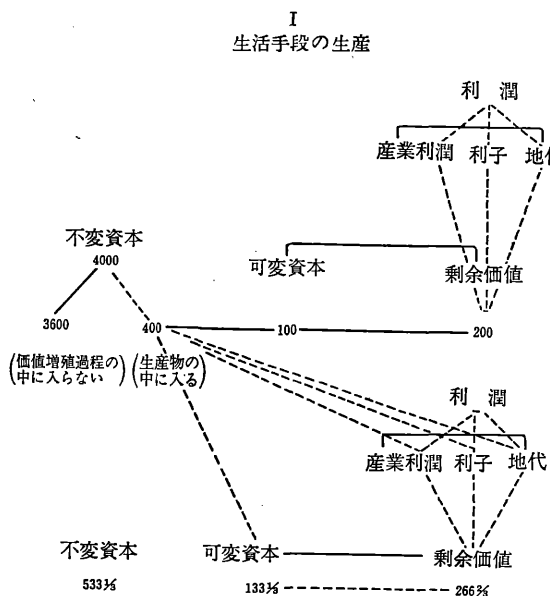 I
生活手段の生産
利 潤
産業利潤 利子 地代
不変資本
4000
可変資本 剰余価値
3600 400 100 200
(価値増殖過程の中に入らない) (生産物の中に入る)
利 潤
産業利潤 利子 地代
不変資本 可変資本 剰余価値
533⅓ 133⅓ 266⅔